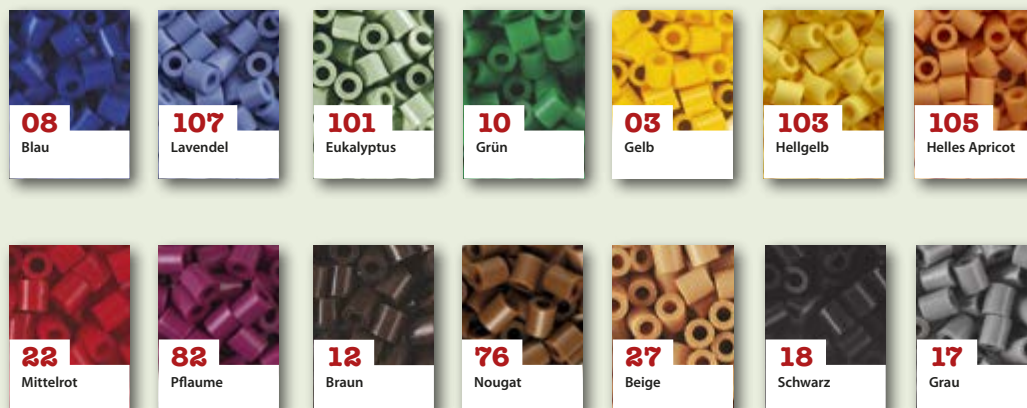 08
Blau
107
Lavendel
101
Eukalyptus
10
Grün
03
Gelb
103
Hellgelb
105
Helles Apricot
22
Mittelrot
82
Pflaume
12
Braun
76
Nougat
27
Beige
18
Schwarz
17
Grau